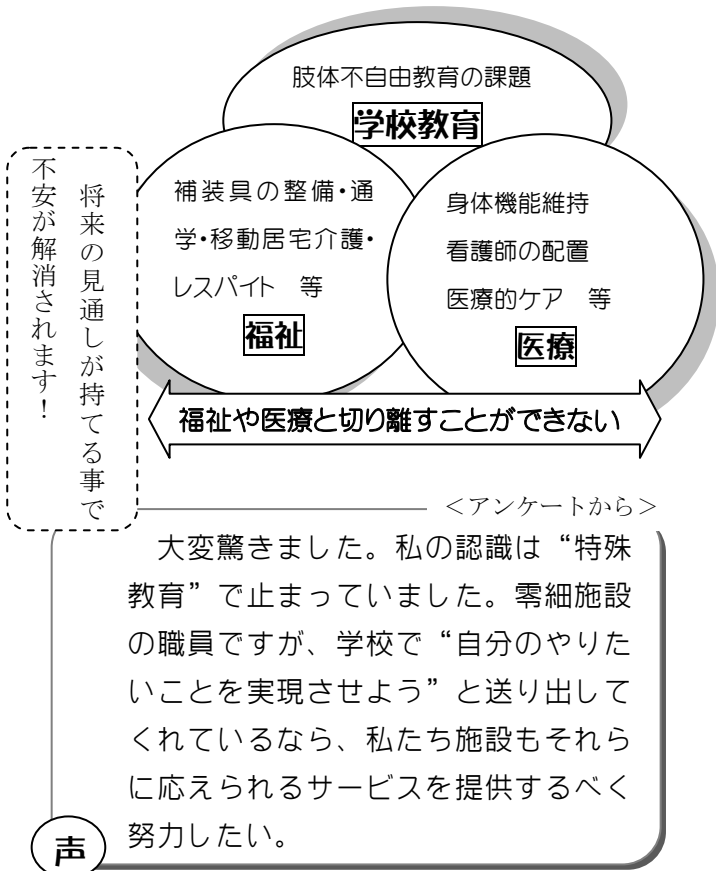 肢体不自由教育の課題
学校教育
補装具の整備・通
学・移動居宅介護・
レスパイト　等
福祉
身体機能維持
看護師の配置
医療的ケア　等
医療
将来の見通しが持てる事で
不安が解消されます！
福祉や医療と切り離すことができない
＜アンケートから＞
大変驚きました。私の認識は“特殊
教育”で止まっていました。零細施設
の職員ですが、学校で“自分のやりた
いことを実現させよう”と送り出して
くれているなら、私たち施設もそれら
に応えられるサービスを提供するべく
努力したい。
声